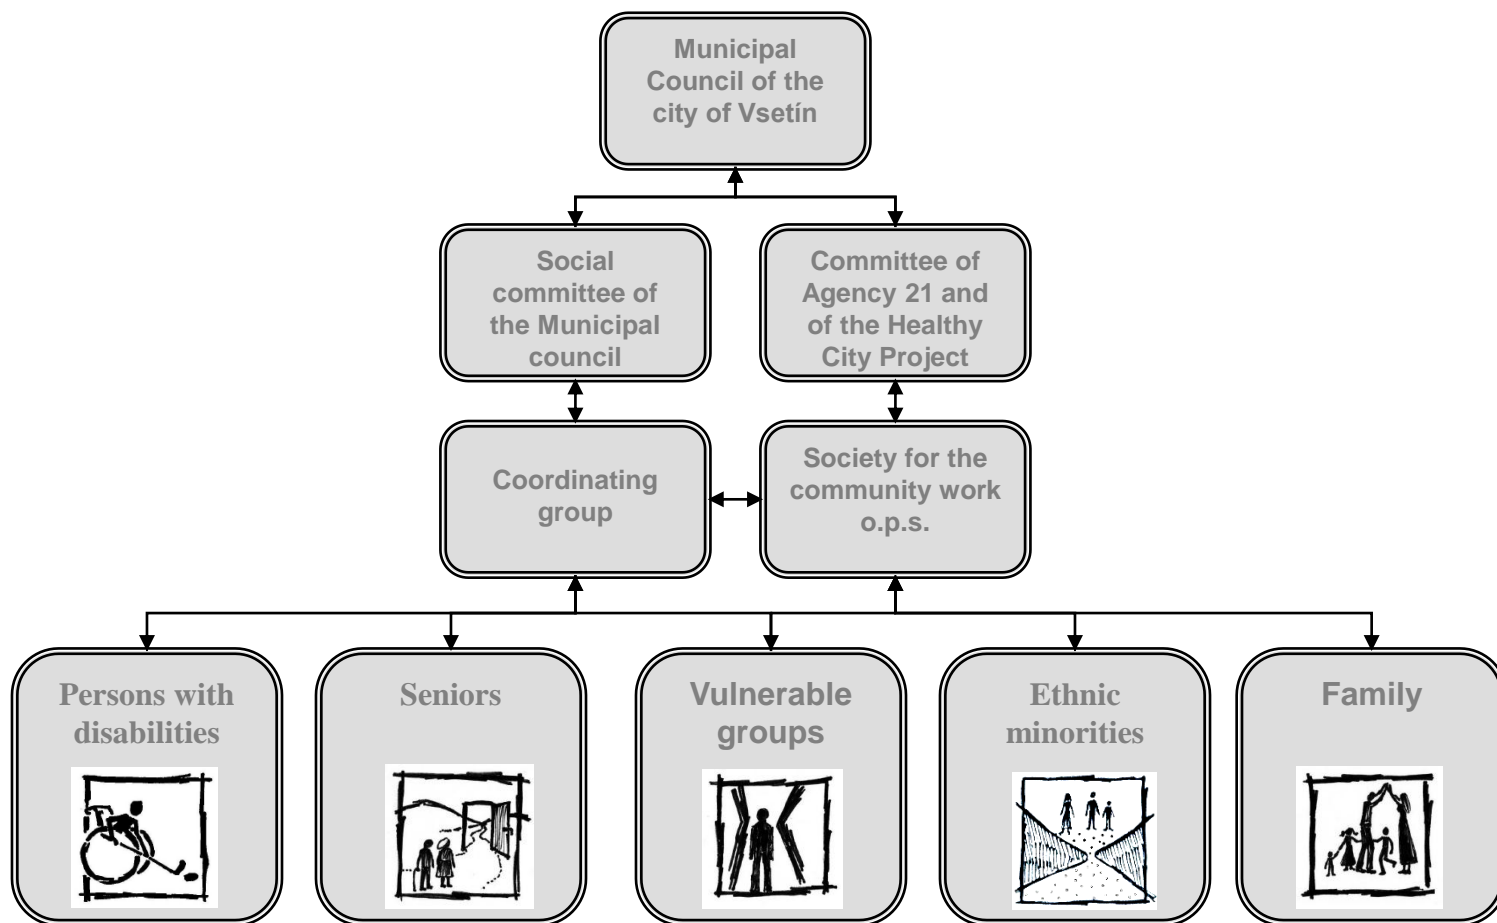 Municipal
Council of the
city of Vsetín
Social
committee of
the Municipal
council
Committee of
Agency 21 and
of the Healthy
City Project
Coordinating
group
Society for the
community work
o.p.s.
Persons with
disabilities
Seniors
Vulnerable
groups
Ethnic
minorities
Family